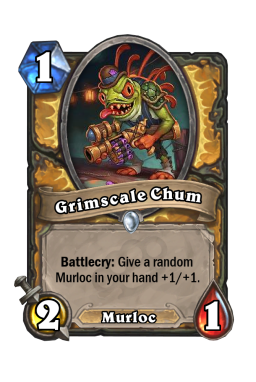 1
Grimscale Chum
Battlecry: Give a random
Murloc in your hand +1/+1.
2
Murloc
1